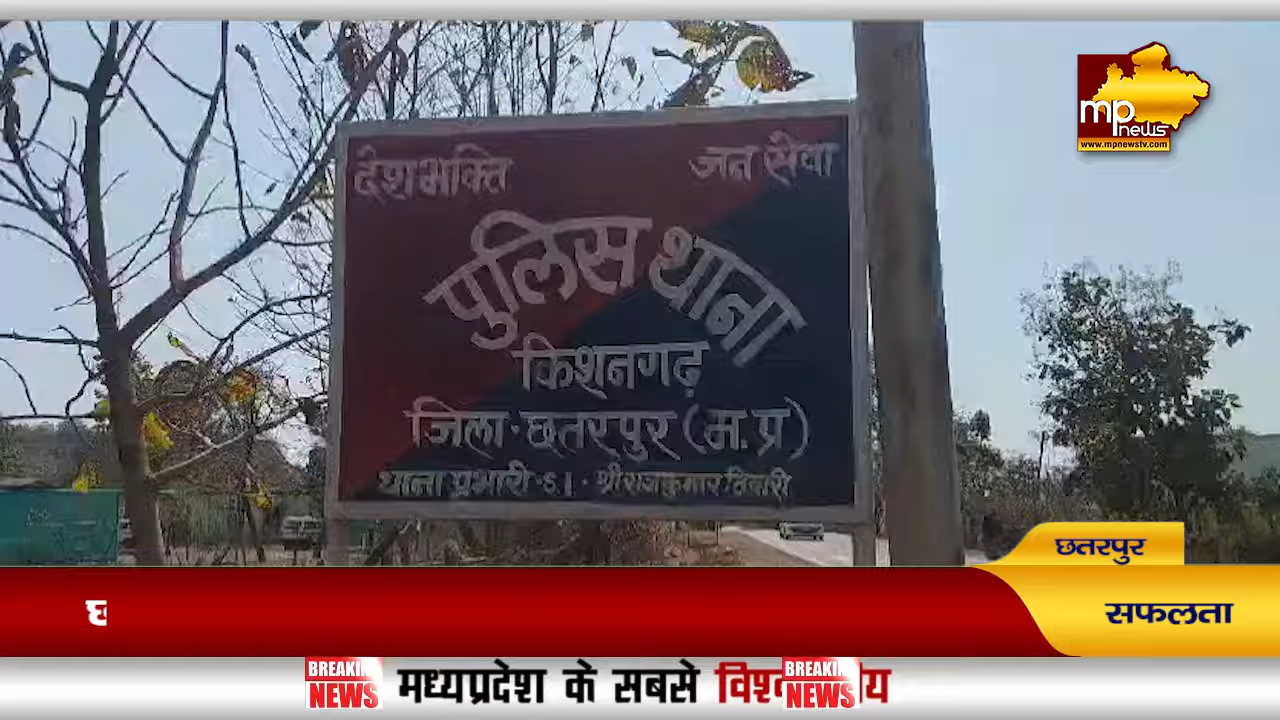 mp news
www.mpnewstv.com
देशभक्ति जन सेवा
पुलिस थाना
किशनगढ़
जिला·छतरपुर (म.प्र)
थाना प्रभारी·S.I·श्री राजकुमार तिवारी
छतरपुर
सफलता
BREAKING NEWS मध्यप्रदेश के सबसे BREAKING NEWS